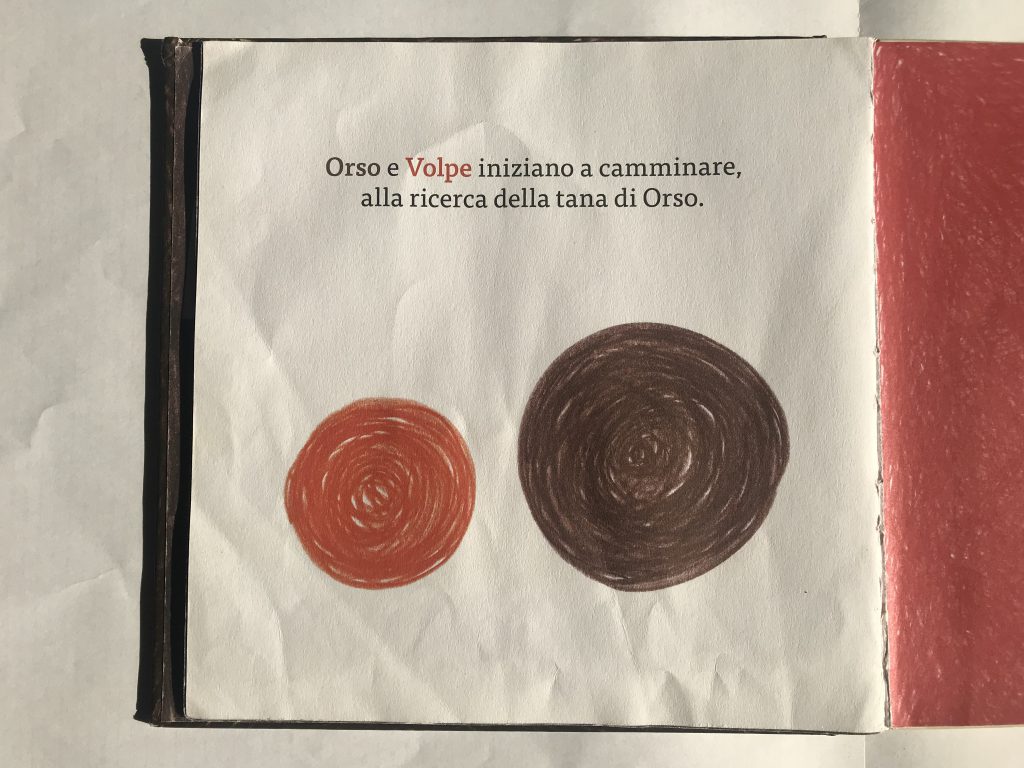 Orso e Volpe iniziano a camminare,
alla ricerca della tana di Orso.